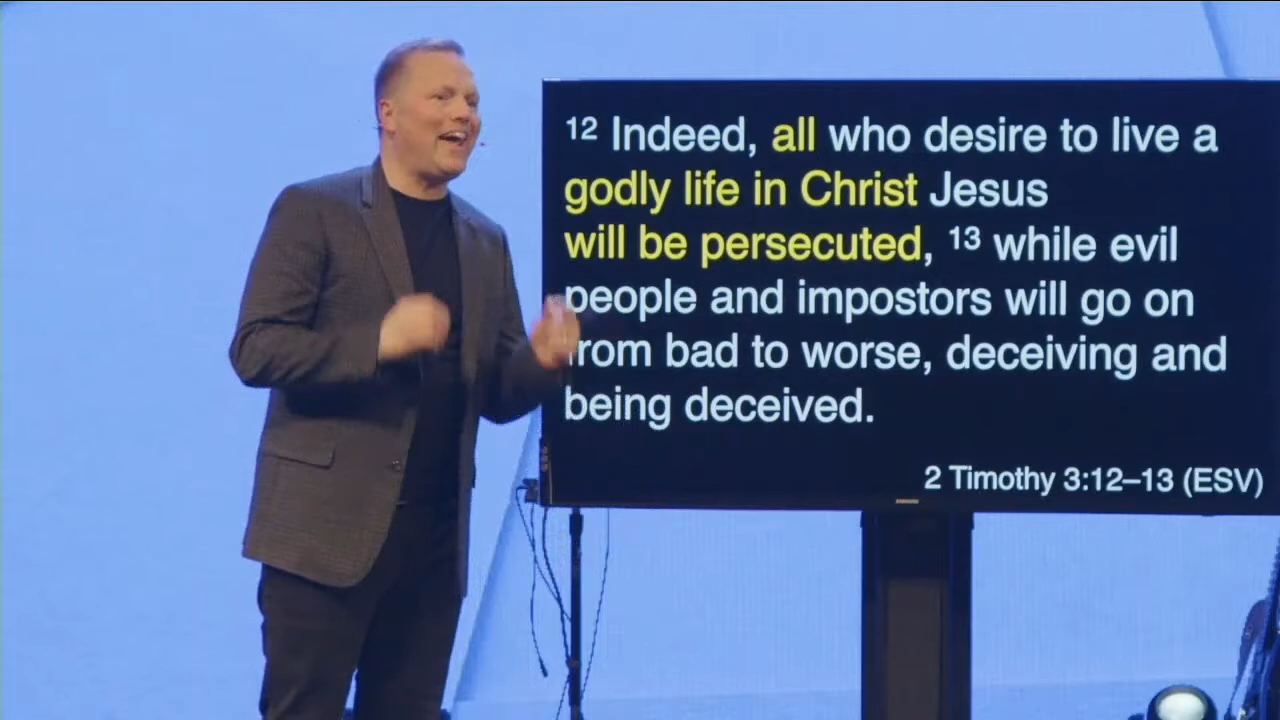 12 Indeed, all who desire to live a
godly life in Christ Jesus
will be persecuted, 13 while evil
people and impostors will go on
from bad to worse, deceiving and
being deceived.
2 Timothy 3:12–13 (ESV)